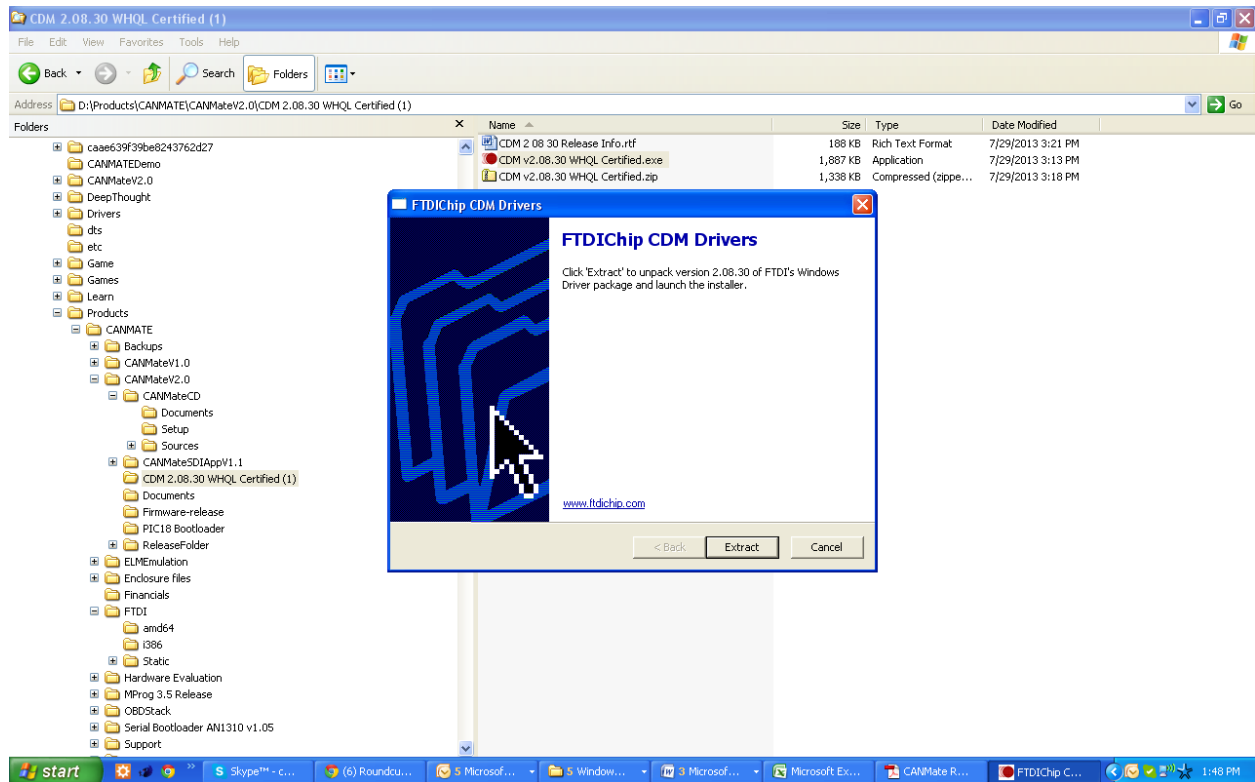 CDM 2.08.30 WHQL Certified (1)
File Edit View Favorites Tools Help
Back Search Folders
Address D:\Products\CANMATE\CANMateV2.0\CDM 2.08.30 WHQL Certified (1) Go
Folders x Name Size Type Date Modified
CDM 2 08 30 Release Info.rtf 188 KB Rich Text Format 7/29/2013 3:21 PM
CDM v2.08.30 WHQL Certified.exe 1,887 KB Application 7/29/2013 3:13 PM
CDM v2.08.30 WHQL Certified.zip 1,338 KB Compressed (zippe... 7/29/2013 3:18 PM
caae639f39be8243762d27
CANMATEDemo
CANMateV2.0
DeepThought
Drivers
dts
etc
Game
Games
Learn
Products
CANMATE
Backups
CANMateV1.0
CANMateV2.0
CANMateCD
Documents
Setup
Sources
CANMateSDIAppV1.1
CDM 2.08.30 WHQL Certified (1)
Documents
Firmware-release
PIC18 Bootloader
ReleaseFolder
ELMEmulation
Enclosure files
Financials
FTDI
amd64
i386
Static
Hardware Evaluation
MProg 3.5 Release
OBDStack
Serial Bootloader AN1310 v1.05
Support
FTDIChip CDM Drivers
FTDIChip CDM Drivers
Click 'Extract' to unpack version 2.08.30 of FTDI's Windows
Driver package and launch the installer.
www.ftdichip.com
< Back Extract Cancel
start Skype™ - c... (6) Roundcu... 5 Microsof... 5 Window... 3 Microsof... Microsoft Ex... CANMate R... FTDIChip C... 1:48 PM